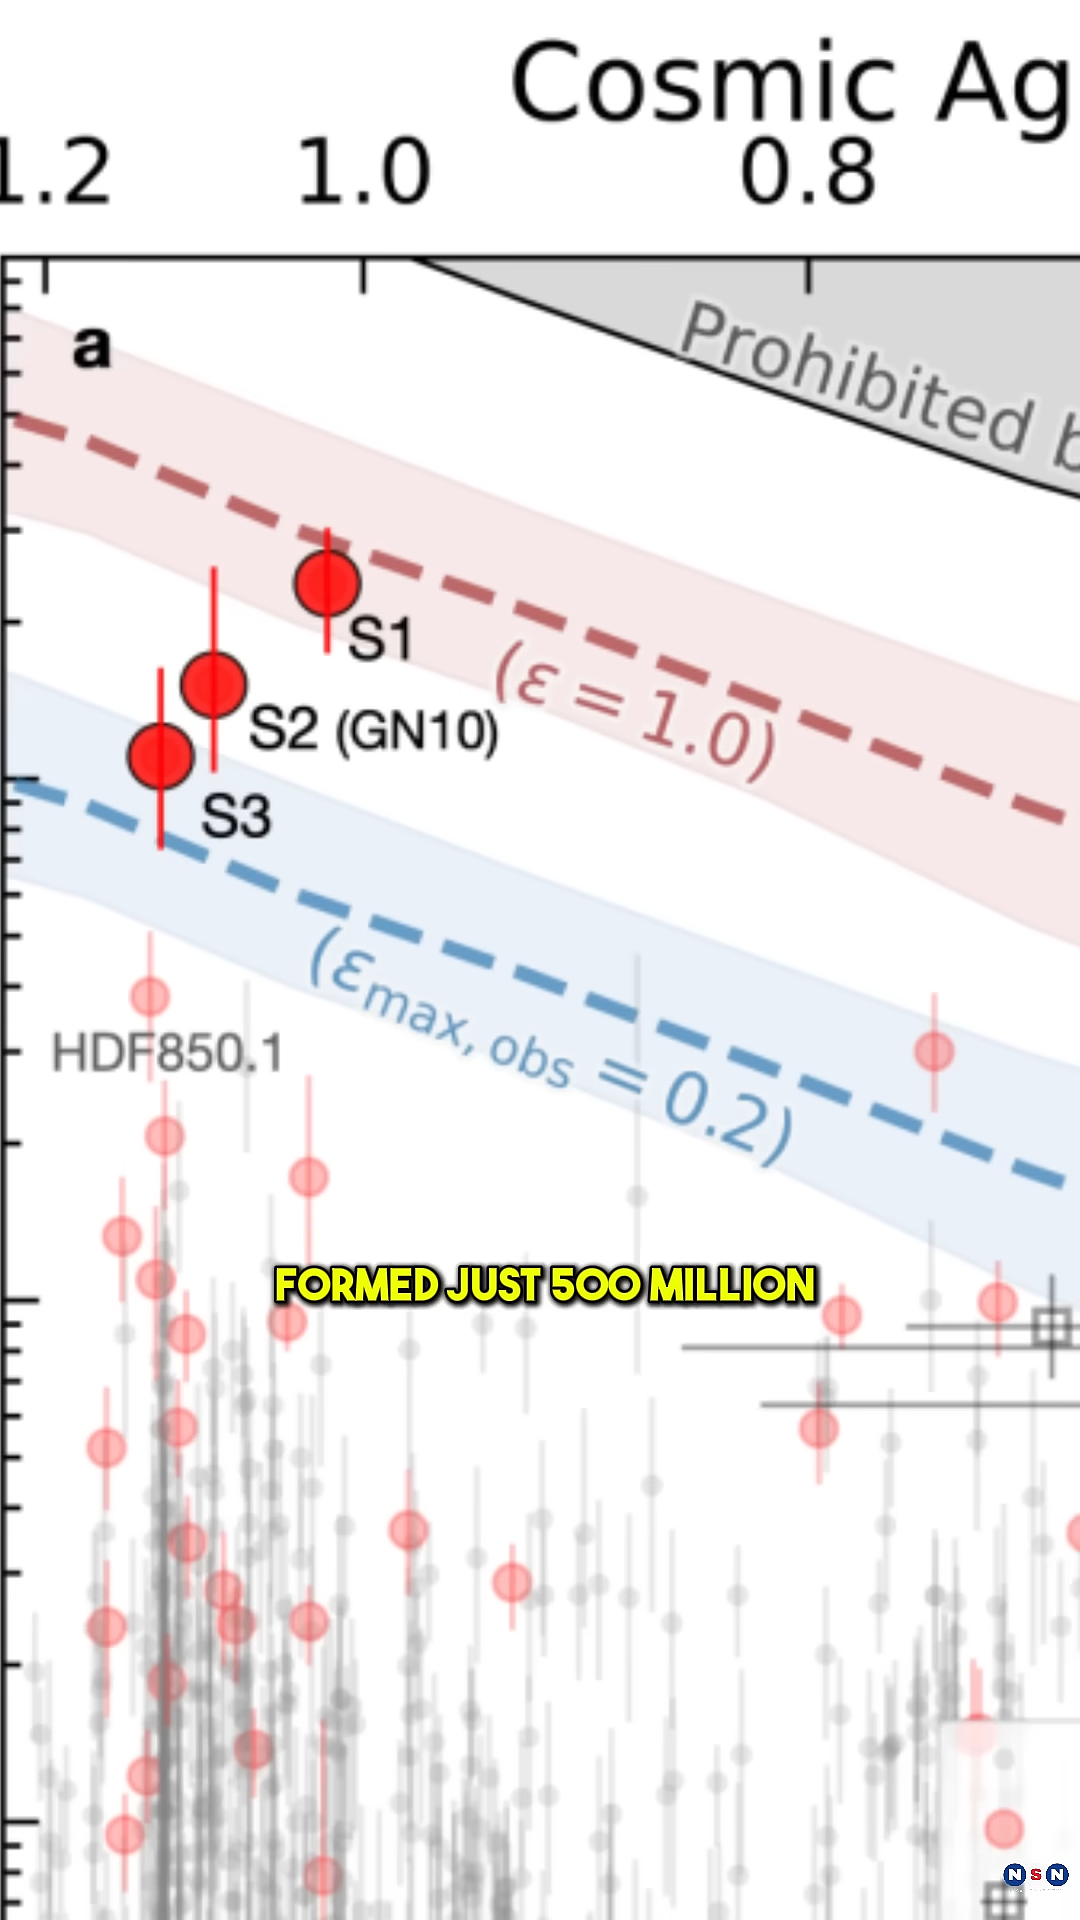 Cosmic Ag
1.2 1.0 0.8
a
Prohibited b
S1
(ε = 1.0)
S2 (GN10)
S3
(εmax, obs = 0.2)
HDF850.1
FORMED JUST 500 MILLION
NSN